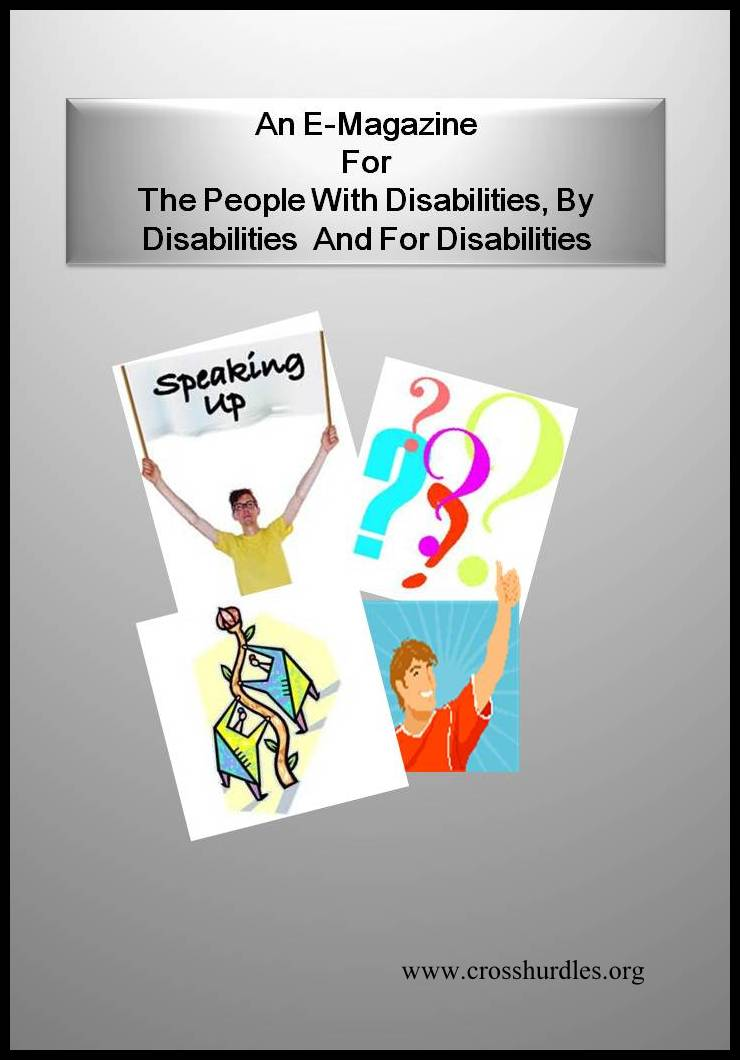 An E-Magazine
For
The People With Disabilities, By
Disabilities And For Disabilities
Speaking
Up
www.crosshurdles.org